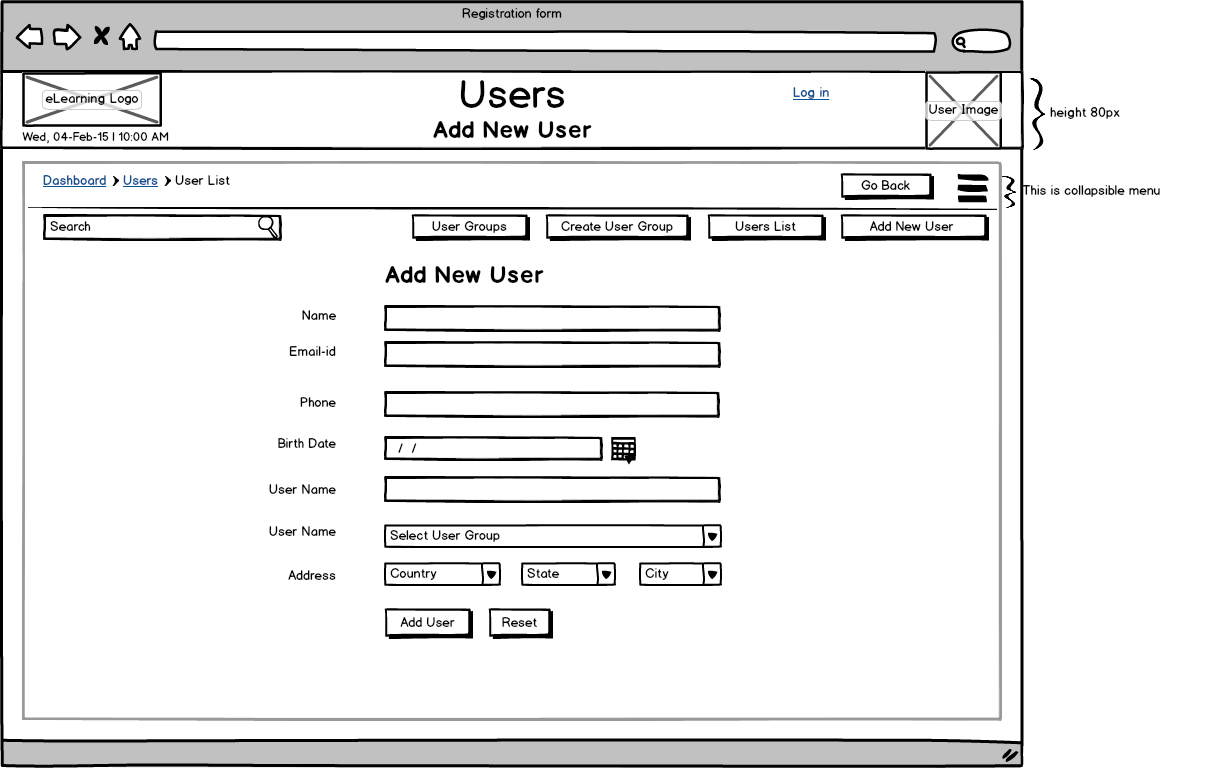 Registration form
eLearning Logo
Users
Log in
User Image
height 80px
Add New User
Wed, 04-Feb-15 | 10:00 AM
Dashboard > Users > User List
Go Back
This is collapsible menu
Search
User Groups
Create User Group
Users List
Add New User
Add New User
Name
Email-id
Phone
Birth Date
/ /
User Name
User Name
Select User Group
Address
Country
State
City
Add User
Reset